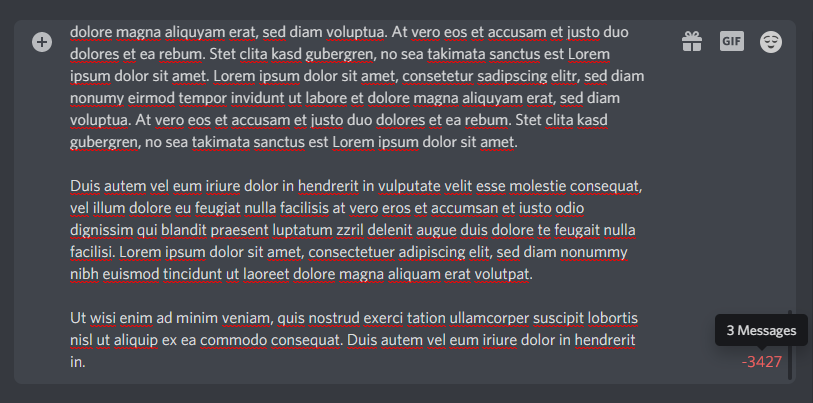 dolore magna aliquyam erat, sed diam voluptua. At vero eos et accusam et justo duo
dolores et ea rebum. Stet clita kasd gubergren, no sea takimata sanctus est Lorem
ipsum dolor sit amet. Lorem ipsum dolor sit amet, consetetur sadipscing elitr, sed diam
nonumy eirmod tempor invidunt ut labore et dolore magna aliquyam erat, sed diam
voluptua. At vero eos et accusam et justo duo dolores et ea rebum. Stet clita kasd
gubergren, no sea takimata sanctus est Lorem ipsum dolor sit amet.
Duis autem vel eum iriure dolor in hendrerit in vulputate velit esse molestie consequat,
vel illum dolore eu feugiat nulla facilisis at vero eros et accumsan et iusto odio
dignissim qui blandit praesent luptatum zzril delenit augue duis dolore te feugait nulla
facilisi. Lorem ipsum dolor sit amet, consectetuer adipiscing elit, sed diam nonummy
nibh euismod tincidunt ut laoreet dolore magna aliquam erat volutpat.
Ut wisi enim ad minim veniam, quis nostrud exerci tation ullamcorper suscipit lobortis
nisl ut aliquip ex ea commodo consequat. Duis autem vel eum iriure dolor in hendrerit
in.
GIF
3 Messages
-3427